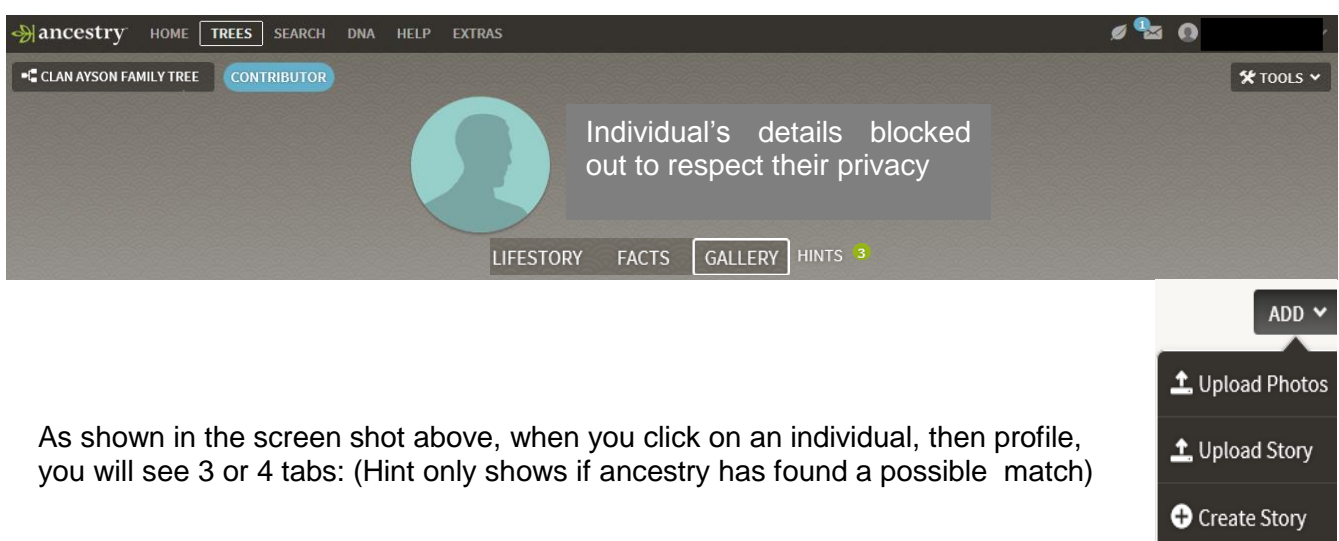 ancestry HOME TREES SEARCH DNA HELP EXTRAS 1
CLAN AYSON FAMILY TREE CONTRIBUTOR TOOLS
Individual's details blocked
out to respect their privacy
LIFESTORY FACTS GALLERY HINTS 3
ADD
Upload Photos
Upload Story
Create Story
As shown in the screen shot above, when you click on an individual, then profile,
you will see 3 or 4 tabs: (Hint only shows if ancestry has found a possible match)